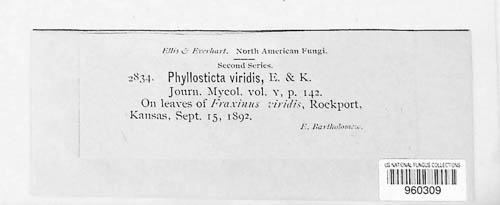 Ellis & Everhart. North American Fungi.
Second Series.
2834. Phyllosticta viridis, E. & K.
Journ. Mycol. vol. v, p. 142.
On leaves of Fraxinus viridis, Rockport,
Kansas, Sept. 15, 1892.
E. Bartholomew.
US NATIONAL FUNGUS COLLECTIONS
960309